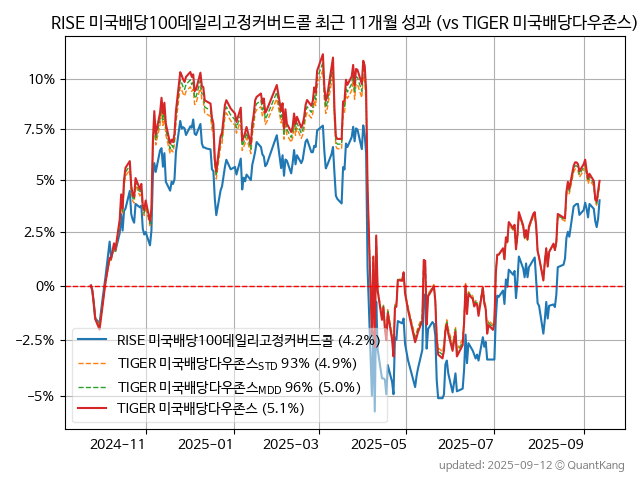 RISE 미국배당100데일리고정커버드콜 최근 11개월 성과 (vs TIGER 미국배당다우존스)
10%
7.5%
5%
2.5%
0%
−2.5%
−5%
RISE 미국배당100데일리고정커버드콜 (4.2%)
TIGER 미국배당다우존스STD 93% (4.9%)
TIGER 미국배당다우존스MDD 96% (5.0%)
TIGER 미국배당다우존스 (5.1%)
2024-11 2025-01 2025-03 2025-05 2025-07 2025-09
updated: 2025-09-12 © QuantKang